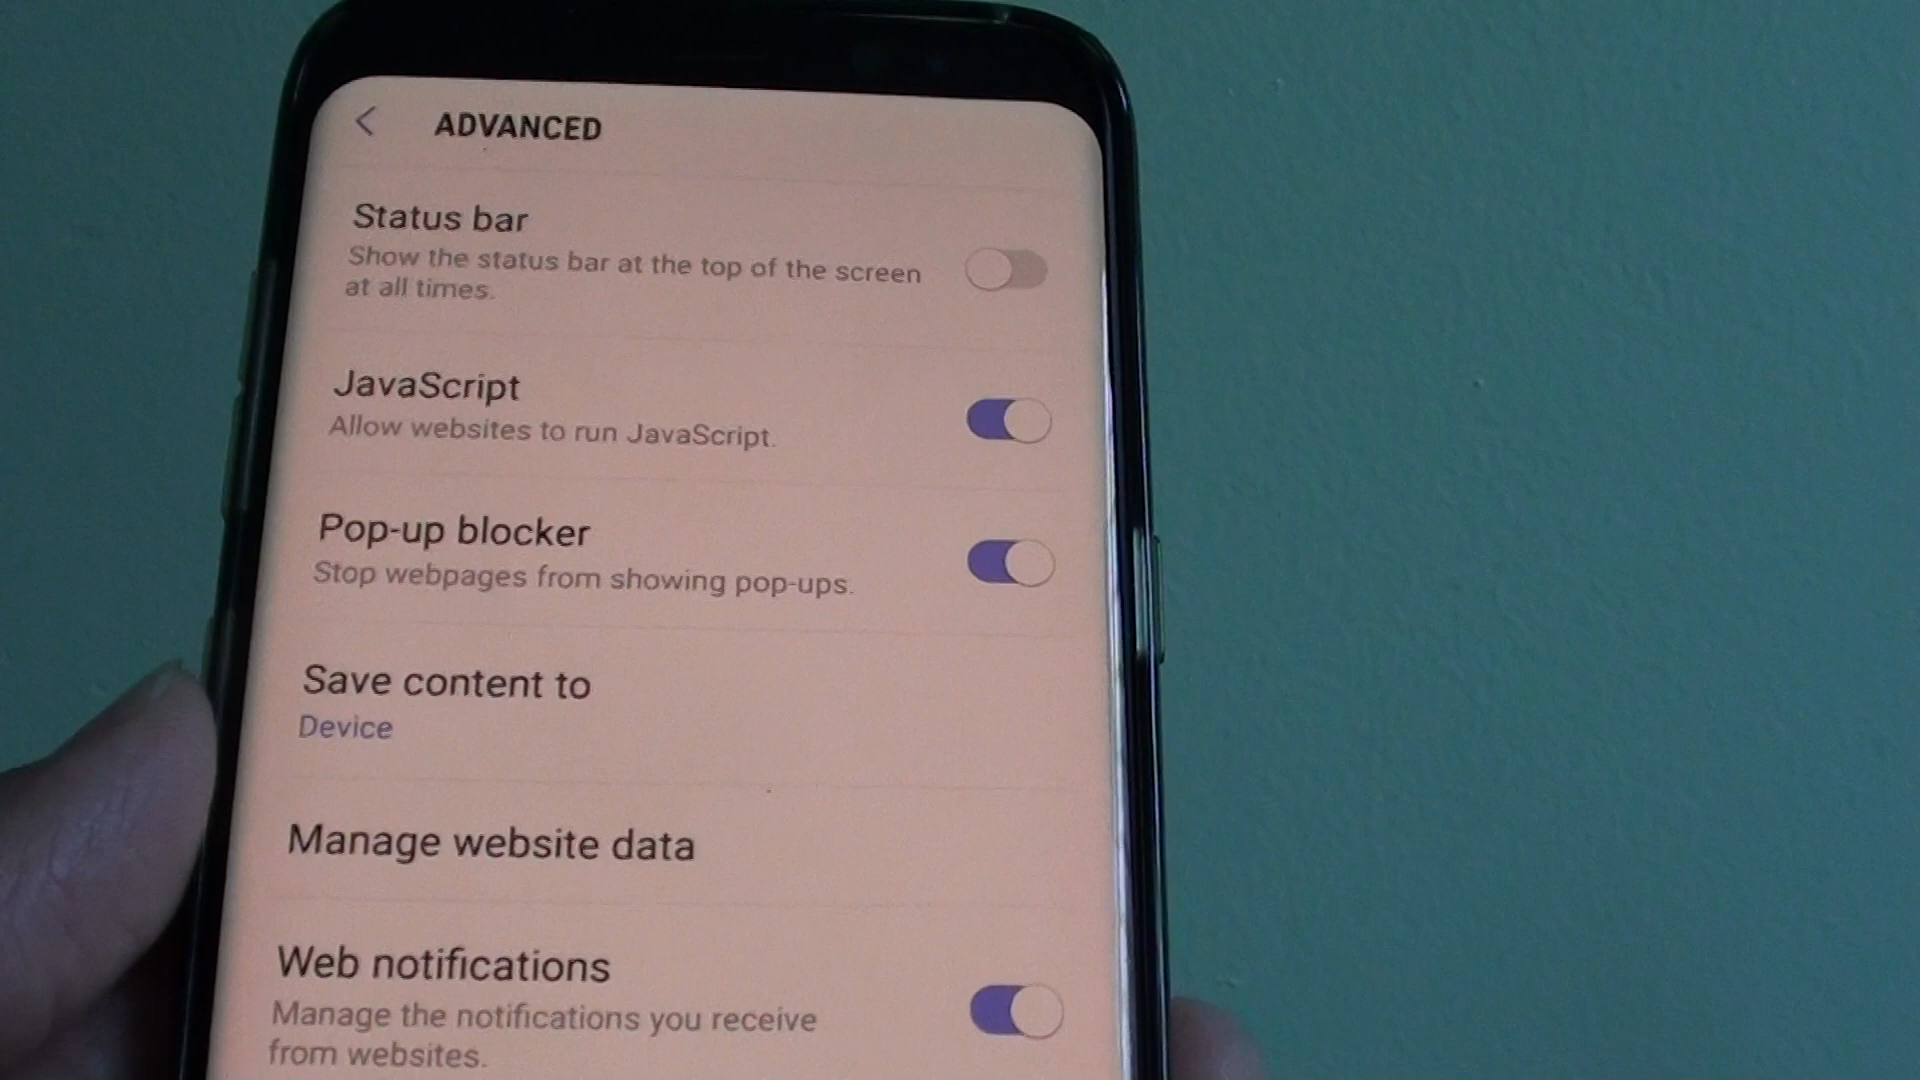 ADVANCED
Status bar
Show the status bar at the top of the screen
at all times.
JavaScript
Allow websites to run JavaScript.
Pop-up blocker
Stop webpages from showing pop-ups.
Save content to
Device
Manage website data
Web notifications
Manage the notifications you receive
from websites.